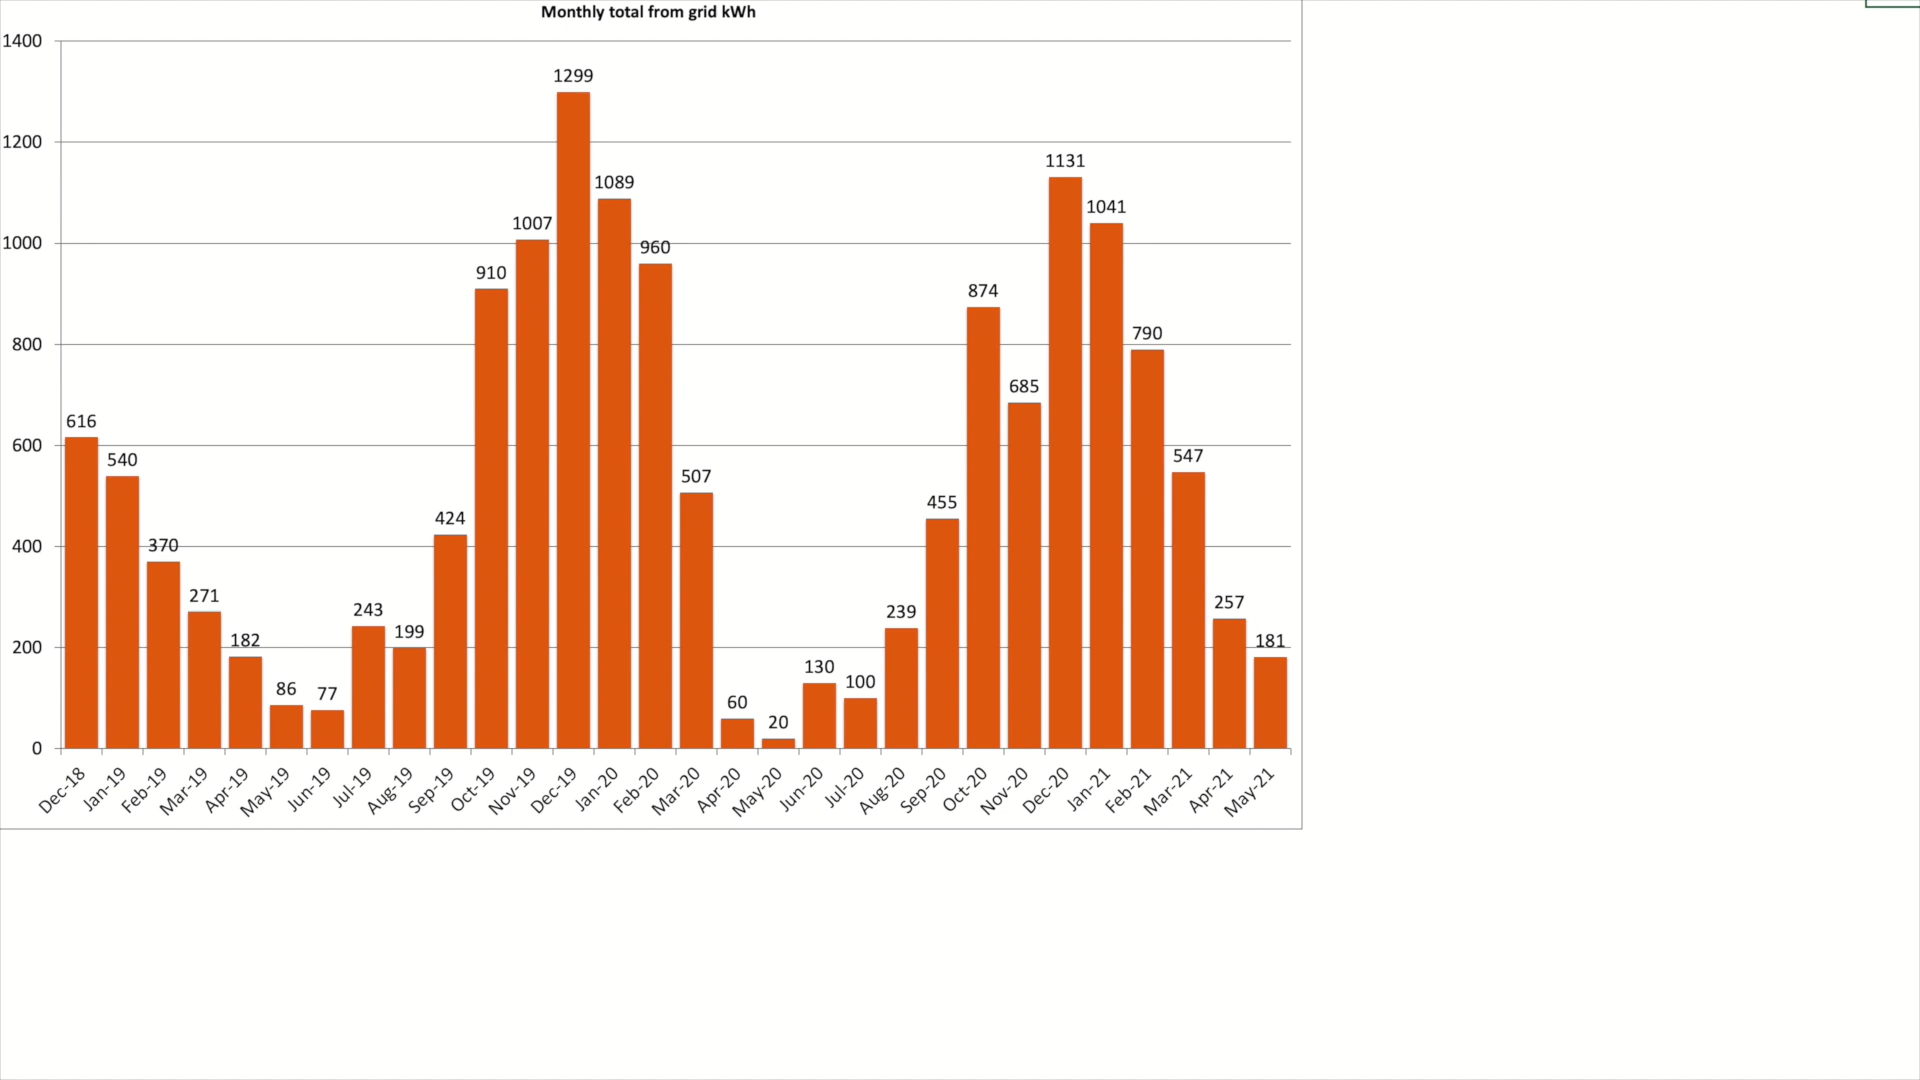 Monthly total from grid kWh
1400
1200
1000
800
600
400
200
0
616
540
370
271
182
86
77
243
199
424
910
1007
1299
1089
960
507
60
20
130
100
239
455
874
685
1131
1041
790
547
257
181
Dec-18
Jan-19
Feb-19
Mar-19
Apr-19
May-19
Jun-19
Jul-19
Aug-19
Sep-19
Oct-19
Nov-19
Dec-19
Jan-20
Feb-20
Mar-20
Apr-20
May-20
Jun-20
Jul-20
Aug-20
Sep-20
Oct-20
Nov-20
Dec-20
Jan-21
Feb-21
Mar-21
Apr-21
May-21